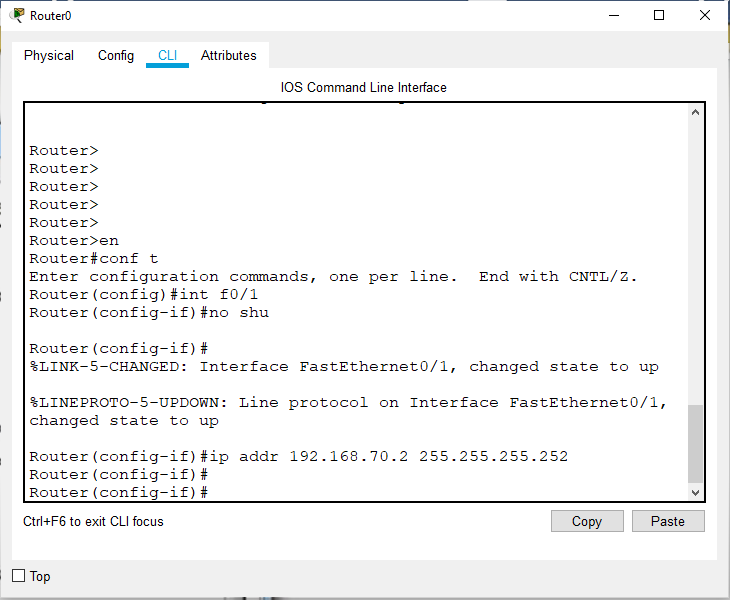 Router0
Physical Config CLI Attributes
IOS Command Line Interface
Router>
Router>
Router>
Router>
Router>
Router>en
Router#conf t
Enter configuration commands, one per line.  End with CNTL/Z.
Router(config)#int f0/1
Router(config-if)#no shu
Router(config-if)#
%LINK-5-CHANGED: Interface FastEthernet0/1, changed state to up
%LINEPROTO-5-UPDOWN: Line protocol on Interface FastEthernet0/1,
changed state to up
Router(config-if)#ip addr 192.168.70.2 255.255.255.252
Router(config-if)#
Router(config-if)#
Ctrl+F6 to exit CLI focus
Copy Paste
Top